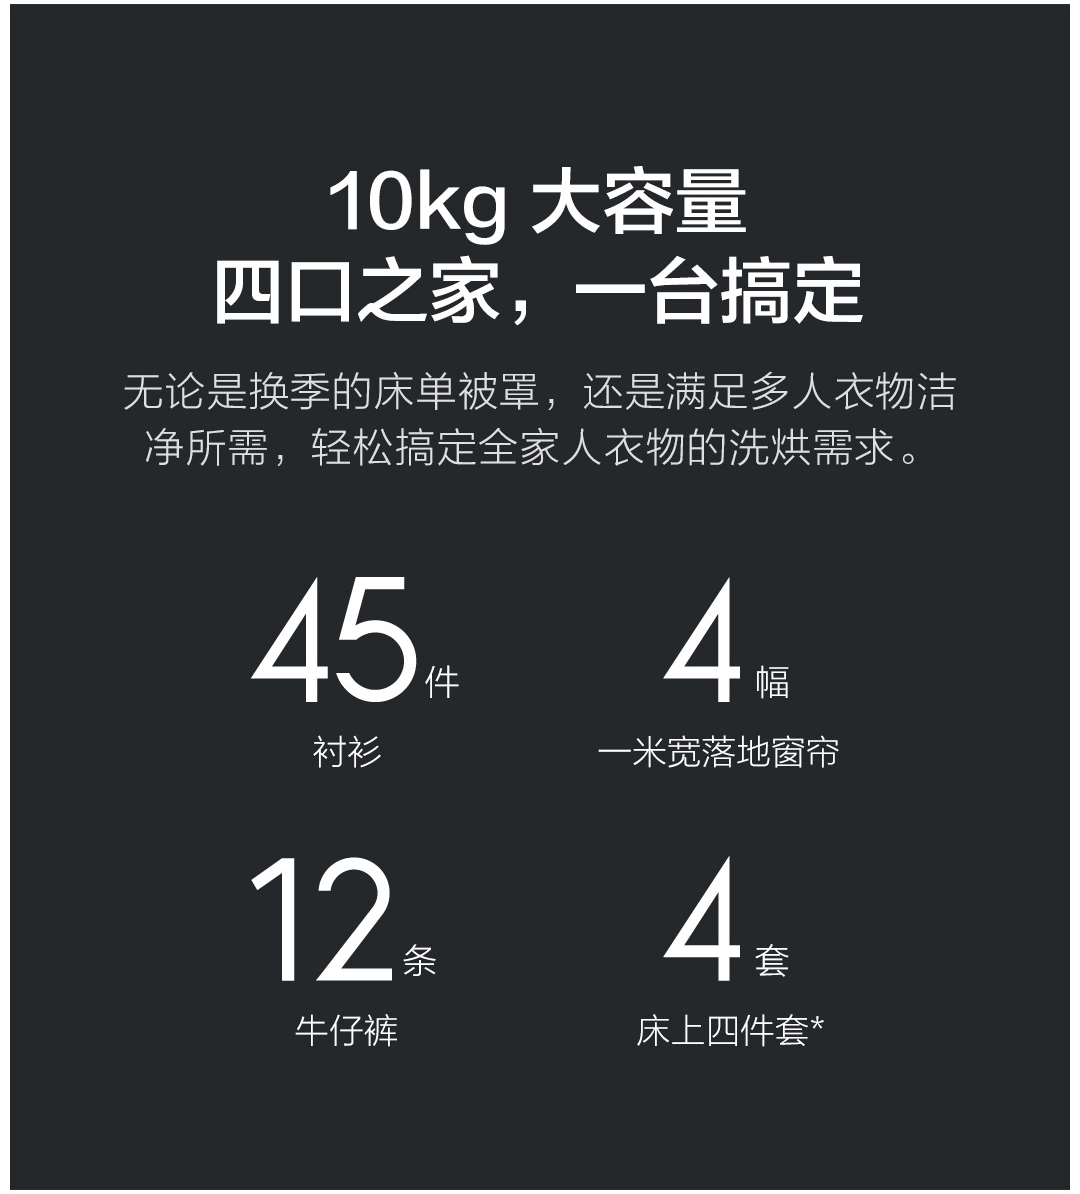 10kg 大容量
四口之家，一台搞定
无论是换季的床单被罩，还是满足多人衣物洁
净所需，轻松搞定全家人衣物的洗烘需求。
45件
4幅
衬衫
一米宽落地窗帘
12条
4套
牛仔裤
床上四件套*